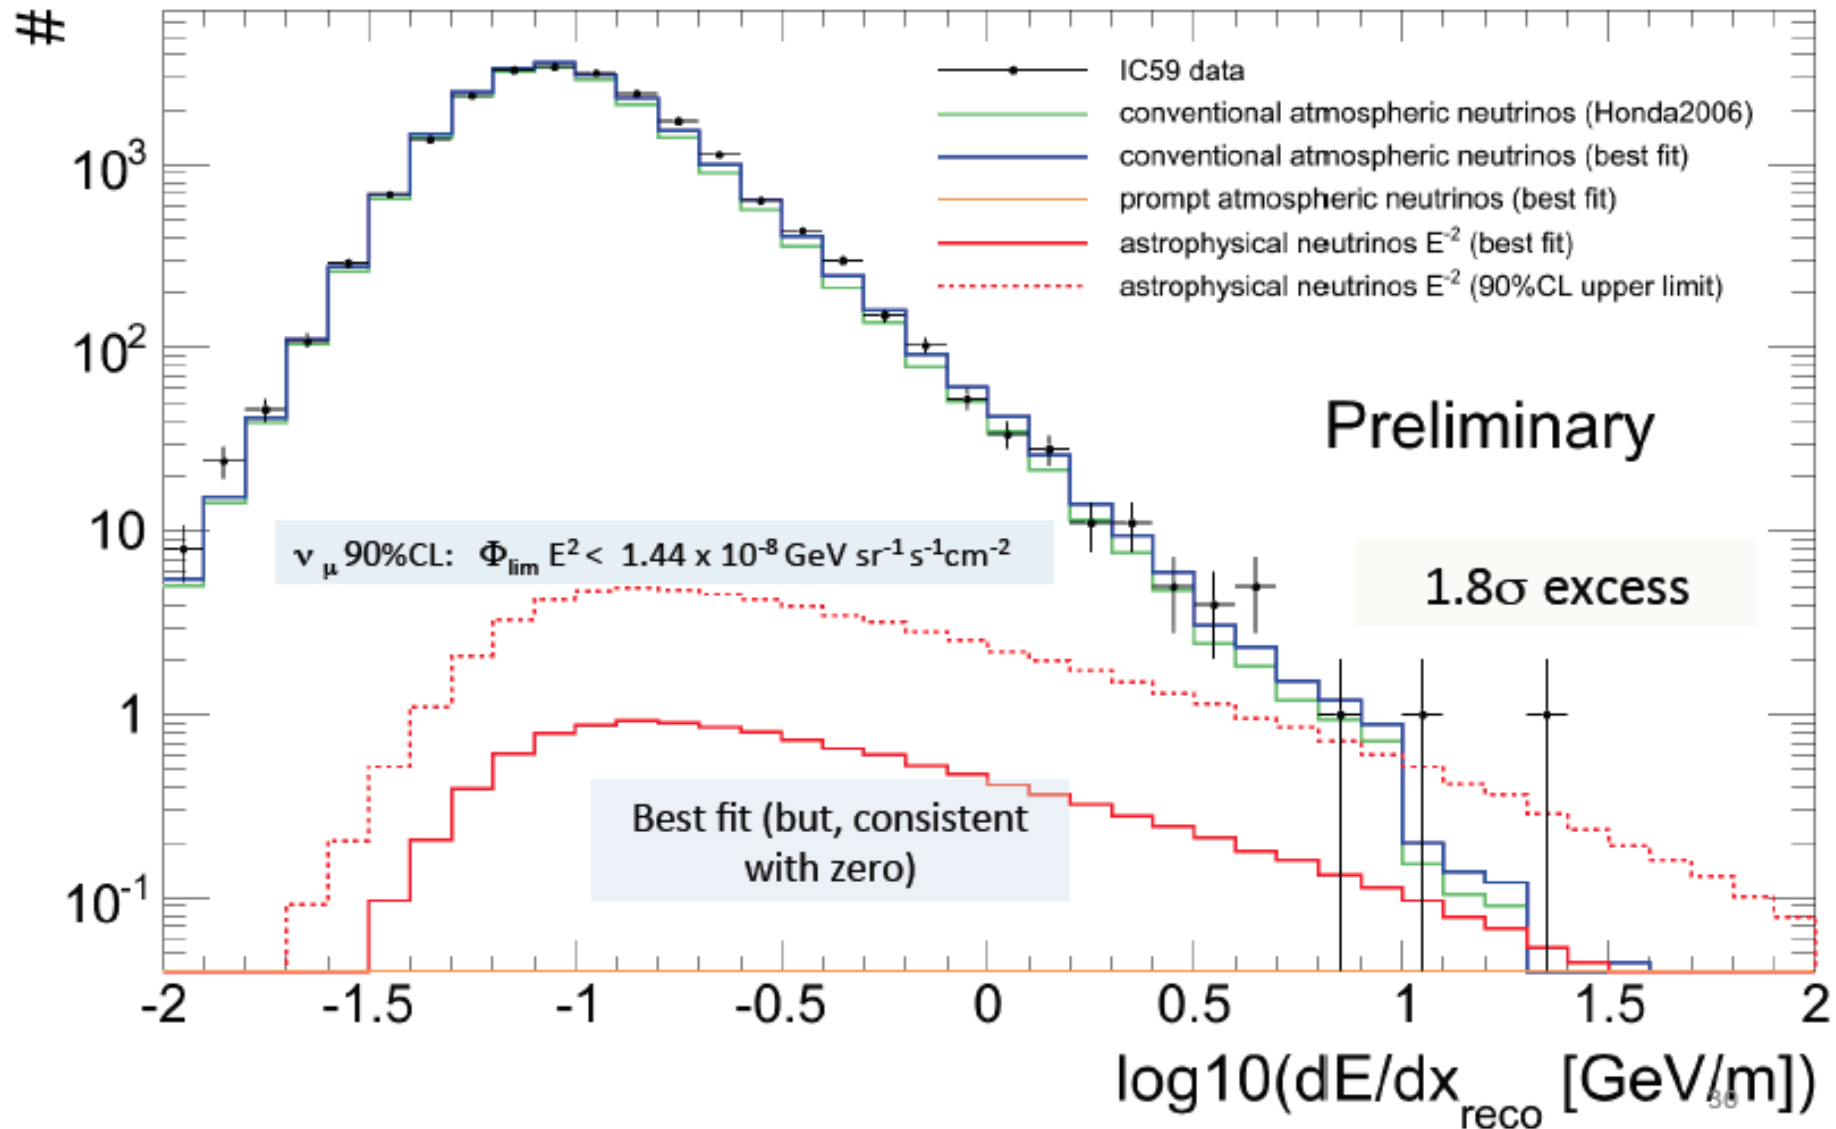 #
IC59 data
conventional atmospheric neutrinos (Honda2006)
conventional atmospheric neutrinos (best fit)
prompt atmospheric neutrinos (best fit)
astrophysical neutrinos E⁻² (best fit)
astrophysical neutrinos E⁻² (90%CL upper limit)
10³
10²
10
1
10⁻¹
Preliminary
ν μ 90%CL: Φlim E² < 1.44 x 10⁻⁸ GeV sr⁻¹ s⁻¹cm⁻²
1.8σ excess
Best fit (but, consistent
with zero)
-2 -1.5 -1 -0.5 0 0.5 1 1.5 2
log10(dE/dxreco [GeV/m])
30